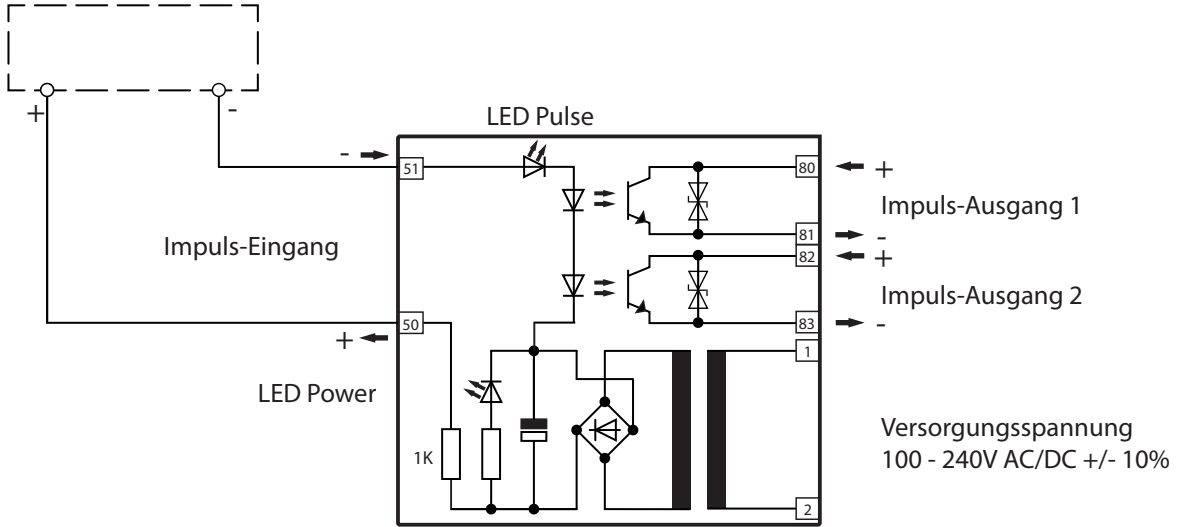 +
-
LED Pulse
-
51
80
+
Impuls-Ausgang 1
81
-
Impuls-Eingang
82
+
Impuls-Ausgang 2
50
83
-
+
1
LED Power
Versorgungsspannung
1K
100 - 240V AC/DC +/- 10%
2